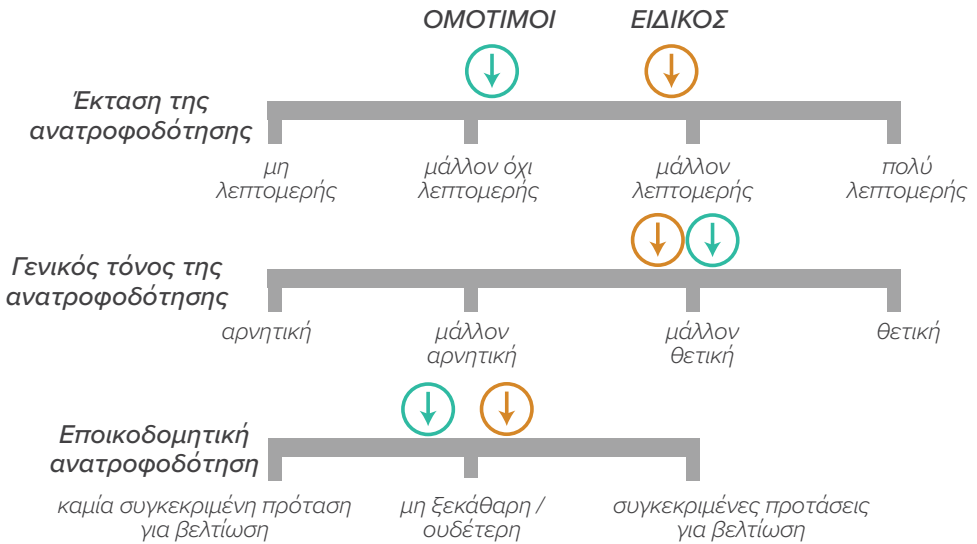 ΟΜΟΤΙΜΟΙ ΕΙΔΙΚΟΣ
Έκταση της
ανατροφοδότησης
μη
λεπτομερής
μάλλον όχι
λεπτομερής
μάλλον
λεπτομερής
πολύ
λεπτομερής
Γενικός τόνος της
ανατροφοδότησης
αρνητική
μάλλον
αρνητική
μάλλον
θετική
θετική
Εποικοδομητική
ανατροφοδότηση
καμία συγκεκριμένη πρόταση
για βελτίωση
μη ξεκάθαρη /
ουδέτερη
συγκεκριμένες προτάσεις
για βελτίωση